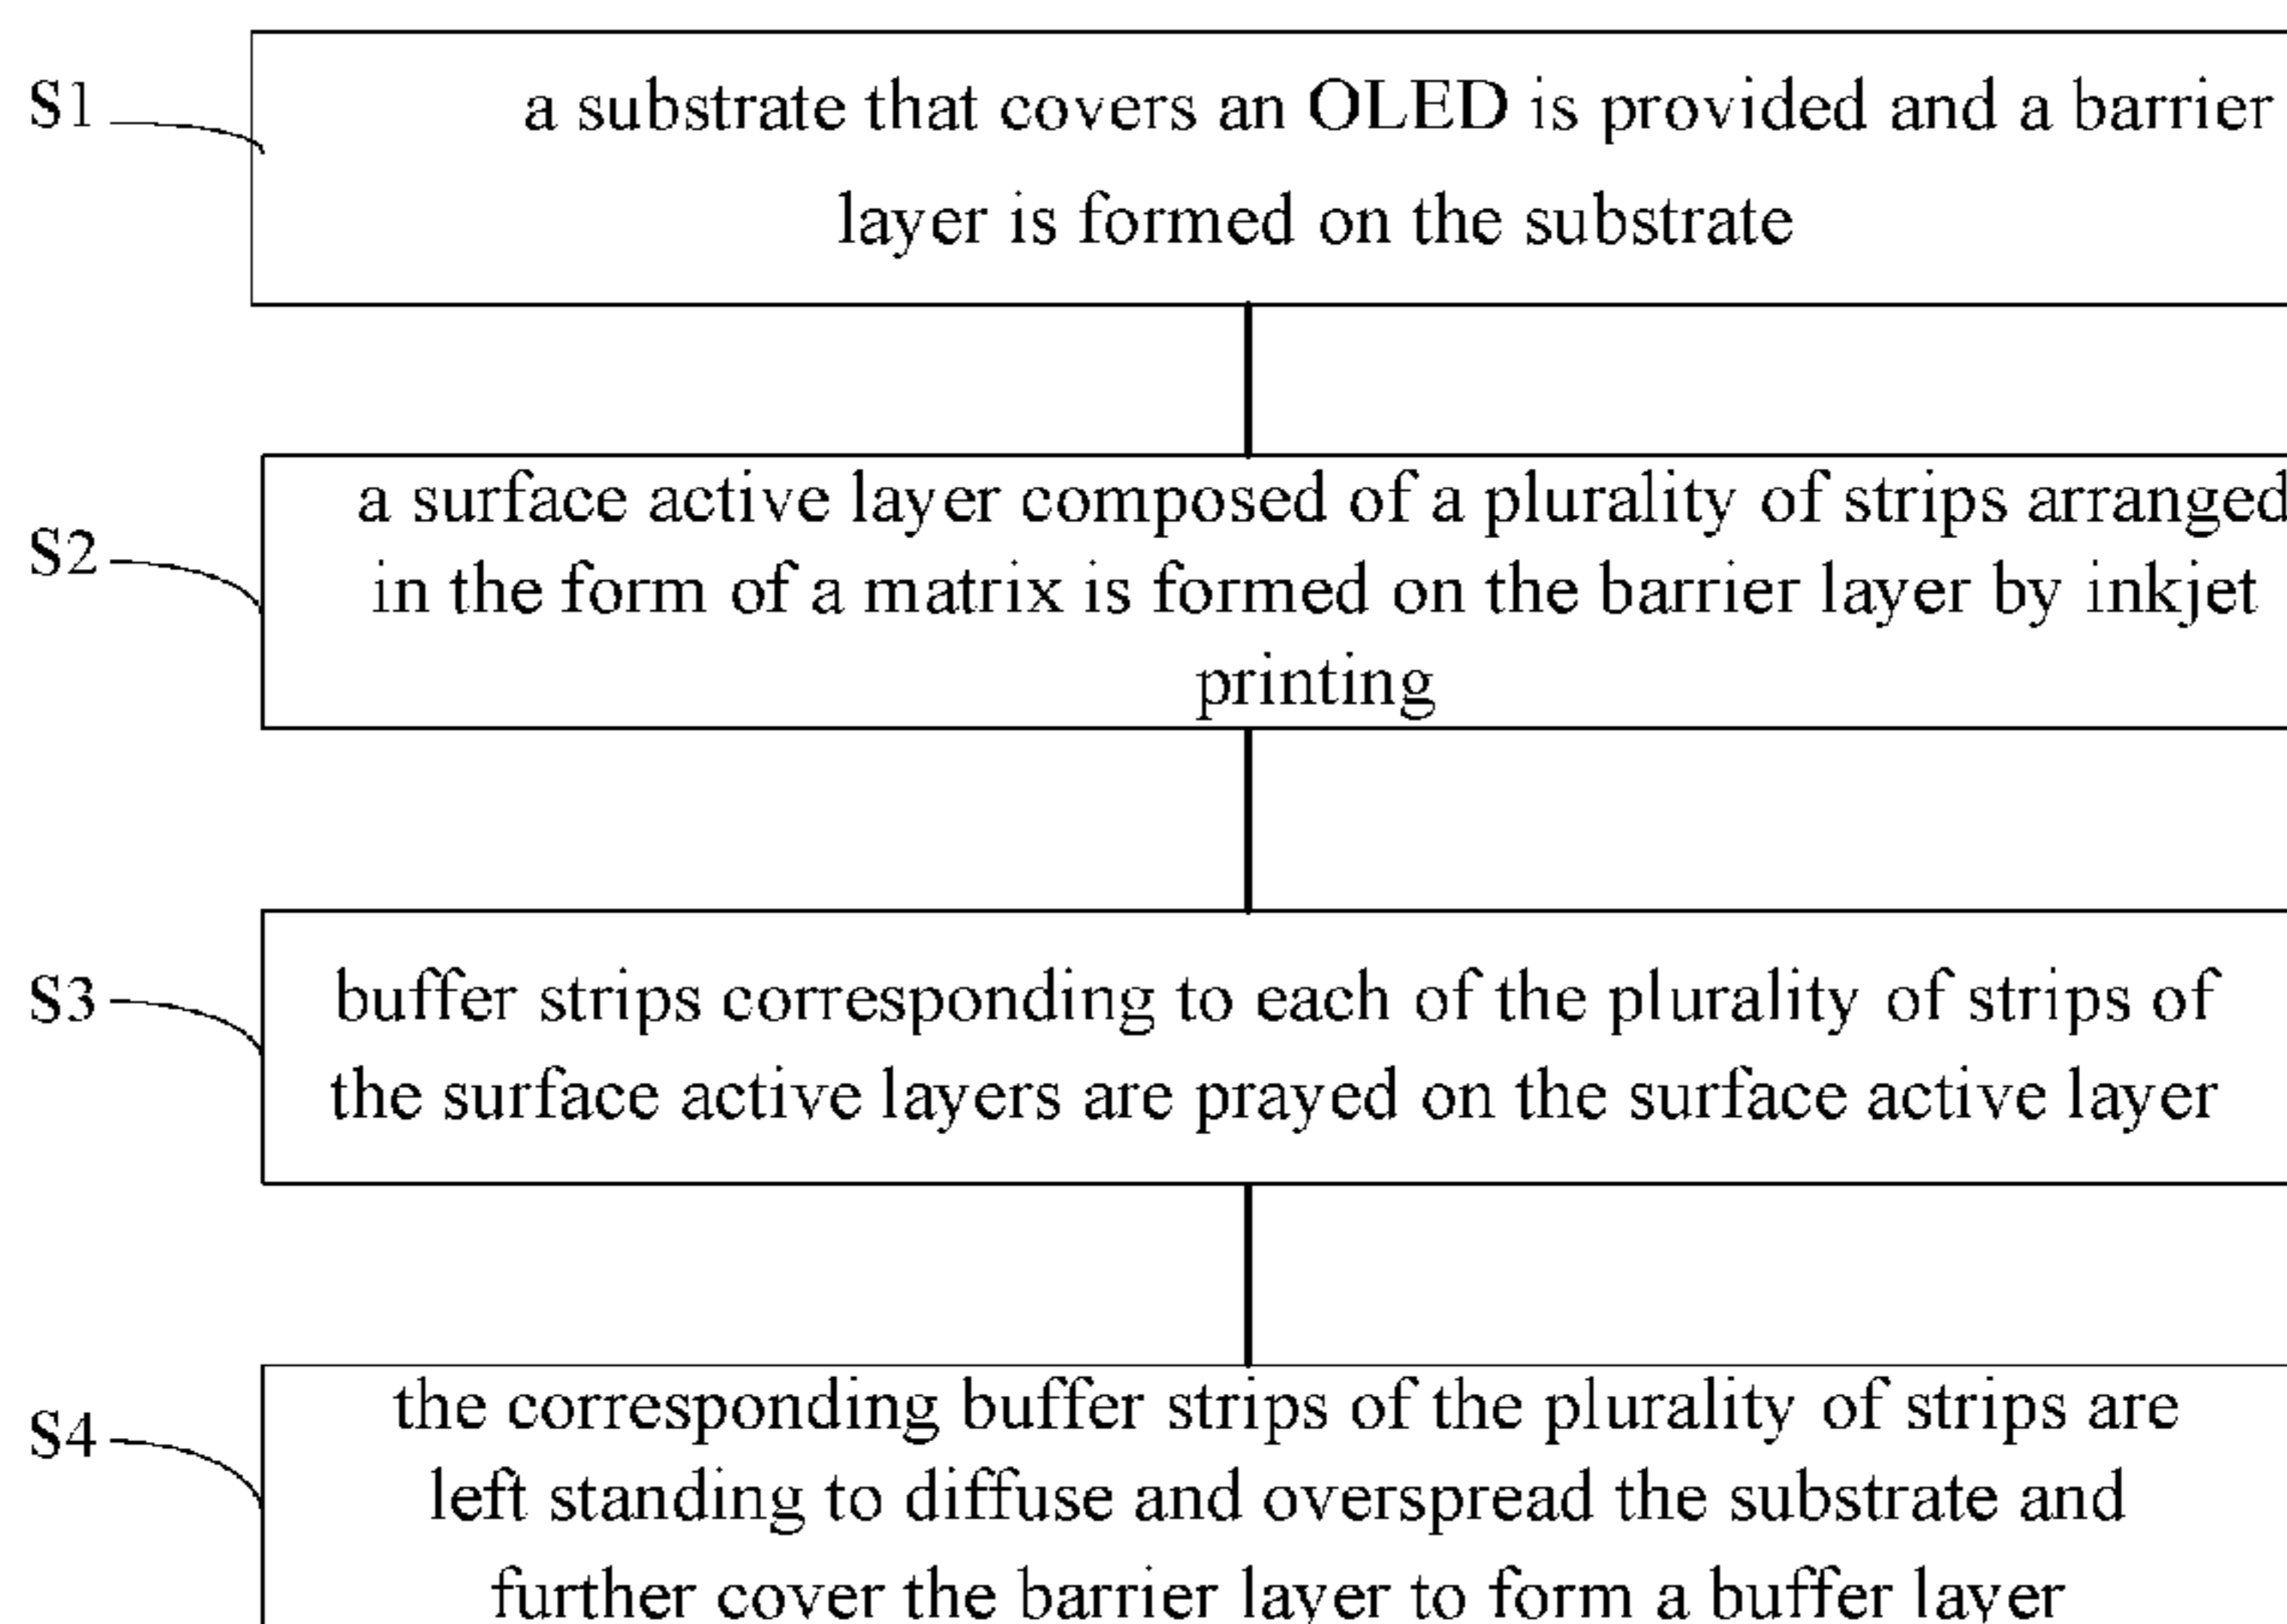 S1
a substrate that covers an OLED is provided and a barrier
layer is formed on the substrate
S2
a surface active layer composed of a plurality of strips arranged
in the form of a matrix is formed on the barrier layer by inkjet
printing
S3
buffer strips corresponding to each of the plurality of strips of
the surface active layers are prayed on the surface active layer
S4
the corresponding buffer strips of the plurality of strips are
left standing to diffuse and overspread the substrate and
further cover the barrier layer to form a buffer layer